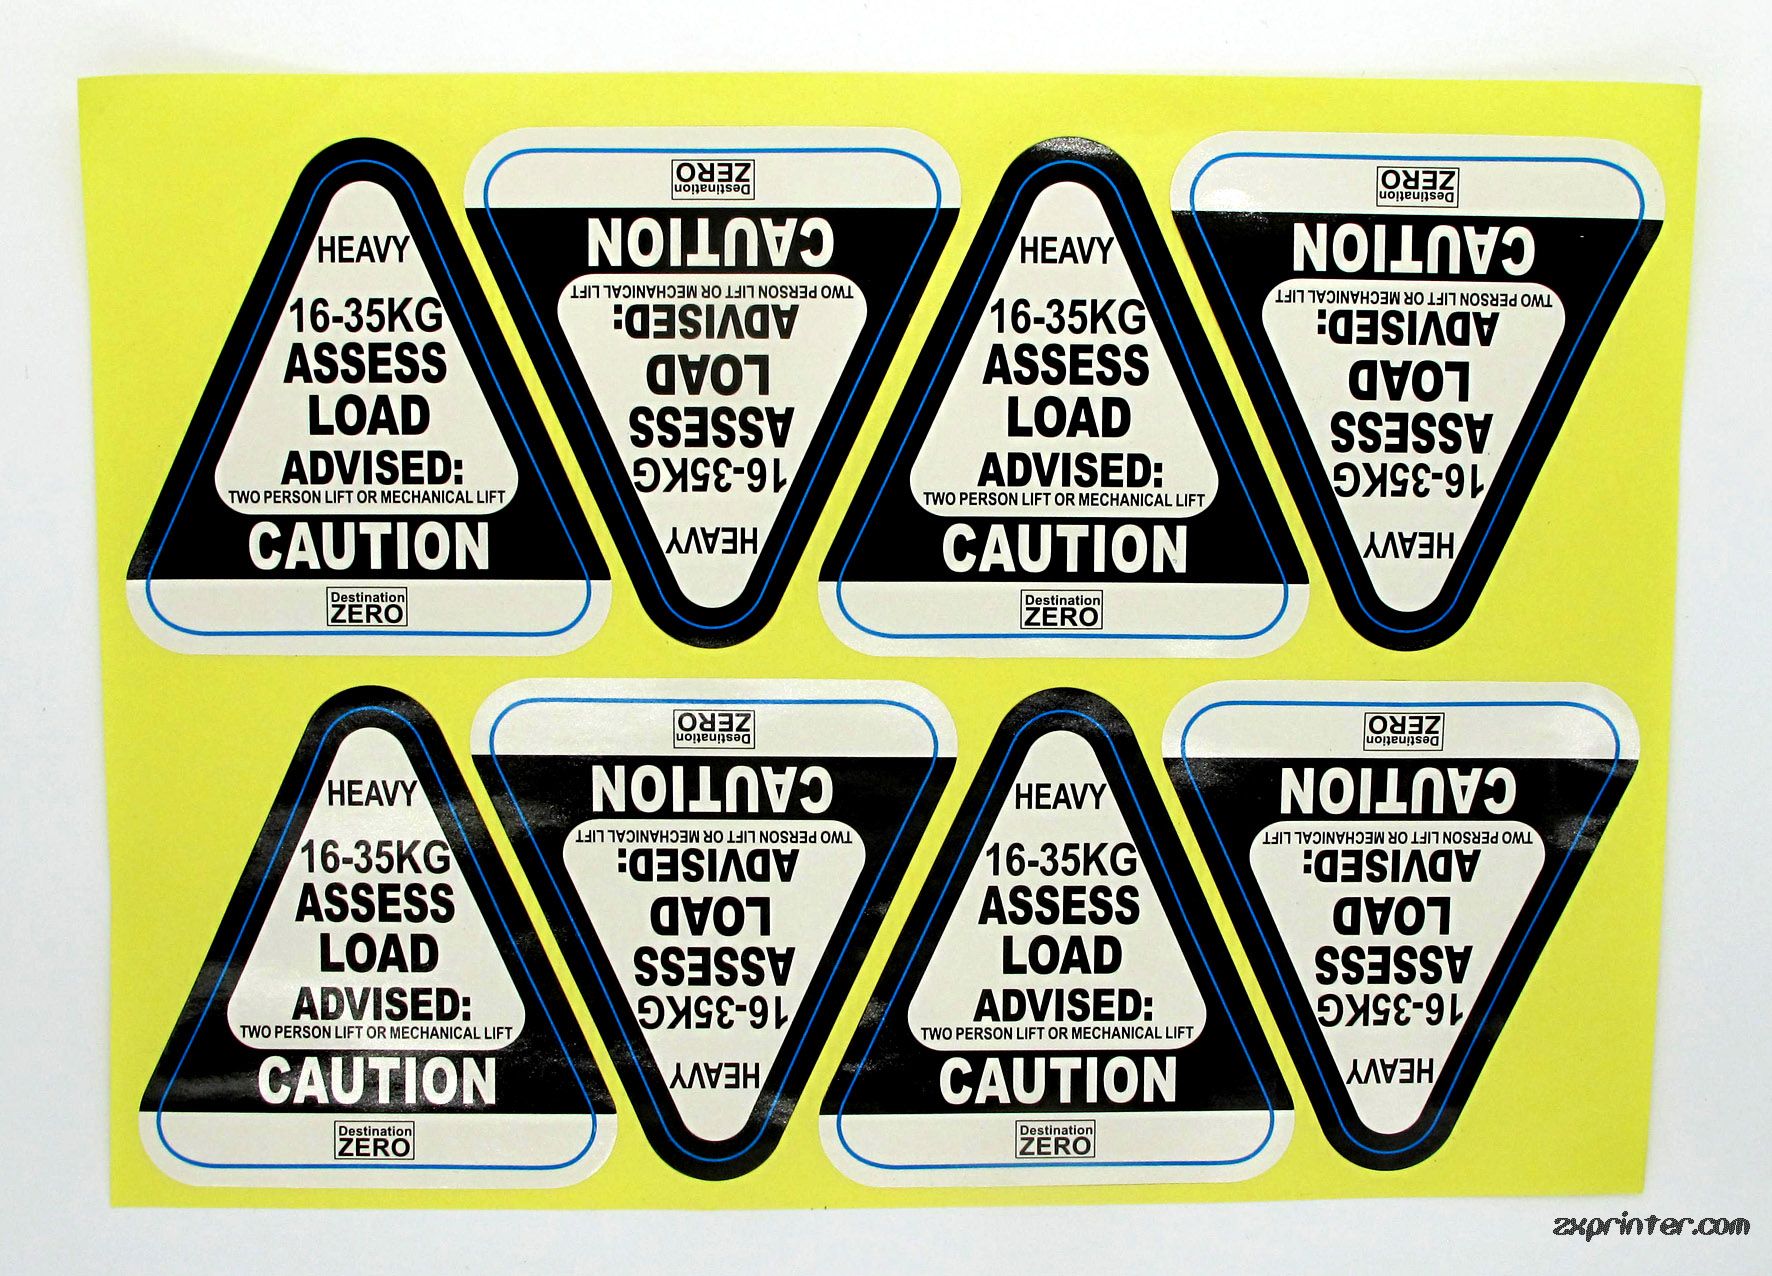 HEAVY
16-35KG
ASSESS
LOAD
ADVISED:
TWO PERSON LIFT OR MECHANICAL LIFT
CAUTION
Destination
ZERO
HEAVY
16-35KG
ASSESS
LOAD
ADVISED:
TWO PERSON LIFT OR MECHANICAL LIFT
CAUTION
Destination
ZERO
HEAVY
16-35KG
ASSESS
LOAD
ADVISED:
TWO PERSON LIFT OR MECHANICAL LIFT
CAUTION
Destination
ZERO
HEAVY
16-35KG
ASSESS
LOAD
ADVISED:
TWO PERSON LIFT OR MECHANICAL LIFT
CAUTION
Destination
ZERO
HEAVY
16-35KG
ASSESS
LOAD
ADVISED:
TWO PERSON LIFT OR MECHANICAL LIFT
CAUTION
Destination
ZERO
HEAVY
16-35KG
ASSESS
LOAD
ADVISED:
TWO PERSON LIFT OR MECHANICAL LIFT
CAUTION
Destination
ZERO
HEAVY
16-35KG
ASSESS
LOAD
ADVISED:
TWO PERSON LIFT OR MECHANICAL LIFT
CAUTION
Destination
ZERO
HEAVY
16-35KG
ASSESS
LOAD
ADVISED:
TWO PERSON LIFT OR MECHANICAL LIFT
CAUTION
Destination
ZERO
zxprinter.com